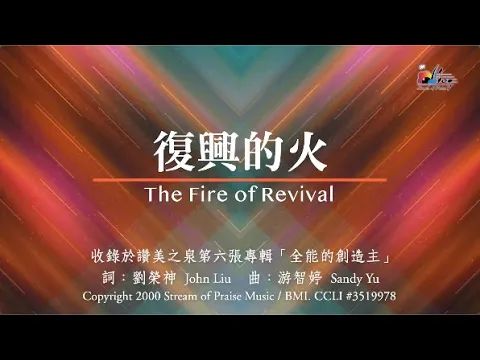 復興的火
The Fire of Revival
收錄於讚美之泉第六張專輯「全能的創造主」
詞：劉榮神 John Liu 曲：游智婷 Sandy Yu
Copyright 2000 Stream of Praise Music / BMI. CCLI #3519978